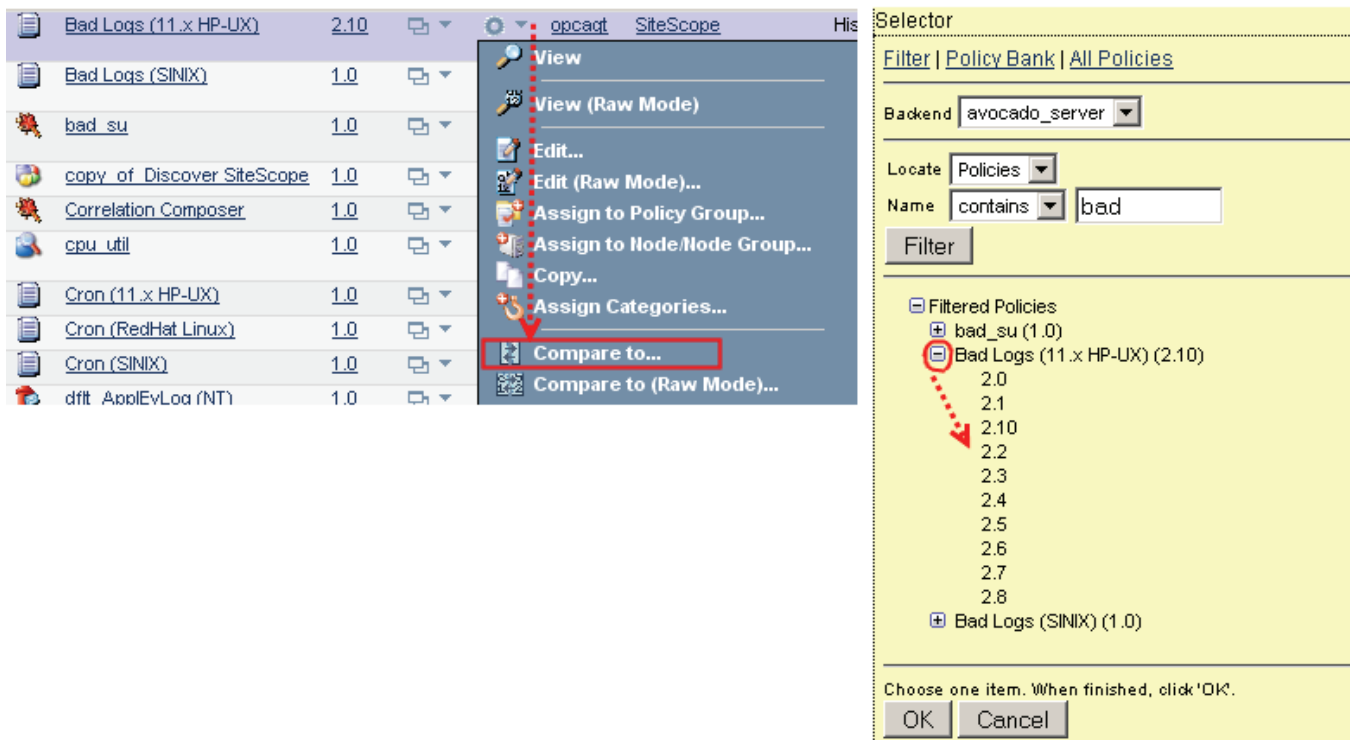 Bad Logs (11.x HP-UX) 2.10 opcaqt SiteScope His
Bad Logs (SINIX) 1.0
bad_su 1.0
copy_of_Discover SiteScope 1.0
Correlation Composer 1.0
cpu_util 1.0
Cron (11.x HP-UX) 1.0
Cron (RedHat Linux) 1.0
Cron (SINIX) 1.0
dflt_ApplEvLog (NT) 1.0
View
View (Raw Mode)
Edit...
Edit (Raw Mode)...
Assign to Policy Group...
Assign to Node/Node Group...
Copy...
Assign Categories...
Compare to...
Compare to (Raw Mode)...
Selector
Filter | Policy Bank | All Policies
Backend avocado_server
Locate Policies
Name contains bad
Filter
Filtered Policies
bad_su (1.0)
Bad Logs (11.x HP-UX) (2.10)
2.0
2.1
2.10
2.2
2.3
2.4
2.5
2.6
2.7
2.8
Bad Logs (SINIX) (1.0)
Choose one item. When finished, click 'OK'.
OK Cancel